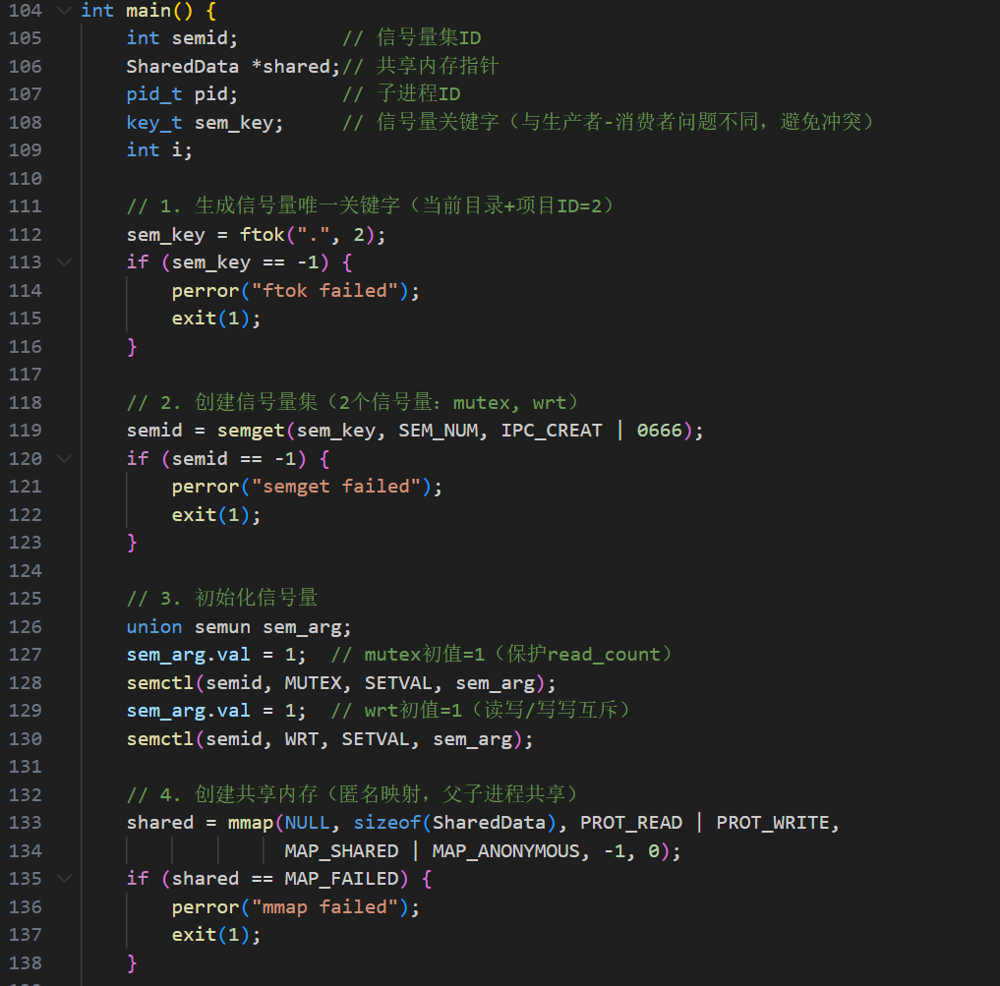 104 int main() {
105 int semid; // 信号量集ID
106 SharedData *shared;// 共享内存指针
107 pid_t pid; // 子进程ID
108 key_t sem_key; // 信号量关键字（与生产者-消费者问题不同，避免冲突）
109 int i;
110
111 // 1. 生成信号量唯一关键字（当前目录+项目ID=2）
112 sem_key = ftok(".", 2);
113 if (sem_key == -1) {
114 perror("ftok failed");
115 exit(1);
116 }
117
118 // 2. 创建信号量集（2个信号量：mutex, wrt）
119 semid = semget(sem_key, SEM_NUM, IPC_CREAT | 0666);
120 if (semid == -1) {
121 perror("semget failed");
122 exit(1);
123 }
124
125 // 3. 初始化信号量
126 union semun sem_arg;
127 sem_arg.val = 1; // mutex初值=1（保护read_count）
128 semctl(semid, MUTEX, SETVAL, sem_arg);
129 sem_arg.val = 1; // wrt初值=1（读写/写写互斥）
130 semctl(semid, WRT, SETVAL, sem_arg);
131
132 // 4. 创建共享内存（匿名映射，父子进程共享）
133 shared = mmap(NULL, sizeof(SharedData), PROT_READ | PROT_WRITE,
134 MAP_SHARED | MAP_ANONYMOUS, -1, 0);
135 if (shared == MAP_FAILED) {
136 perror("mmap failed");
137 exit(1);
138 }